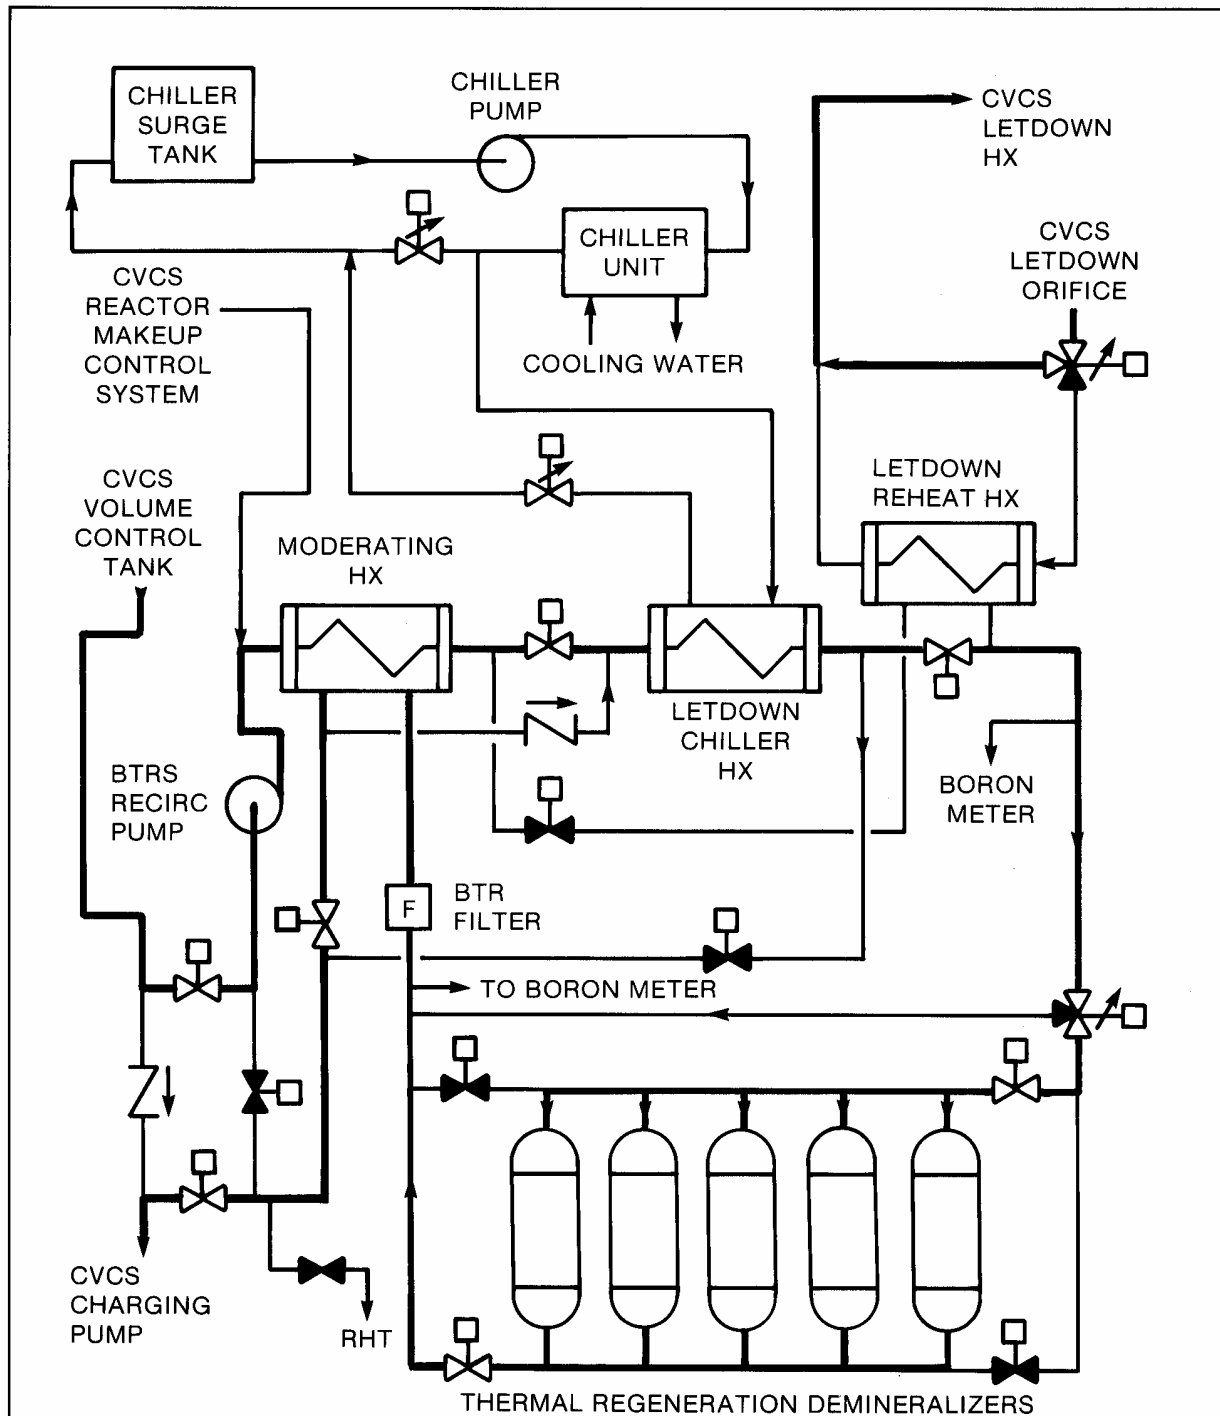 CHILLER
SURGE
TANK
CHILLER
PUMP
CVCS
LETDOWN
HX
CHILLER
UNIT
CVCS
LETDOWN
ORIFICE
CVCS
REACTOR
MAKEUP
CONTROL
SYSTEM
COOLING WATER
CVCS
VOLUME
CONTROL
TANK
LETDOWN
REHEAT HX
MODERATING
HX
LETDOWN
CHILLER
HX
BTRS
RECIRC
PUMP
BORON
METER
F
BTR
FILTER
TO BORON METER
CVCS
CHARGING
PUMP
RHT
THERMAL REGENERATION DEMINERALIZERS